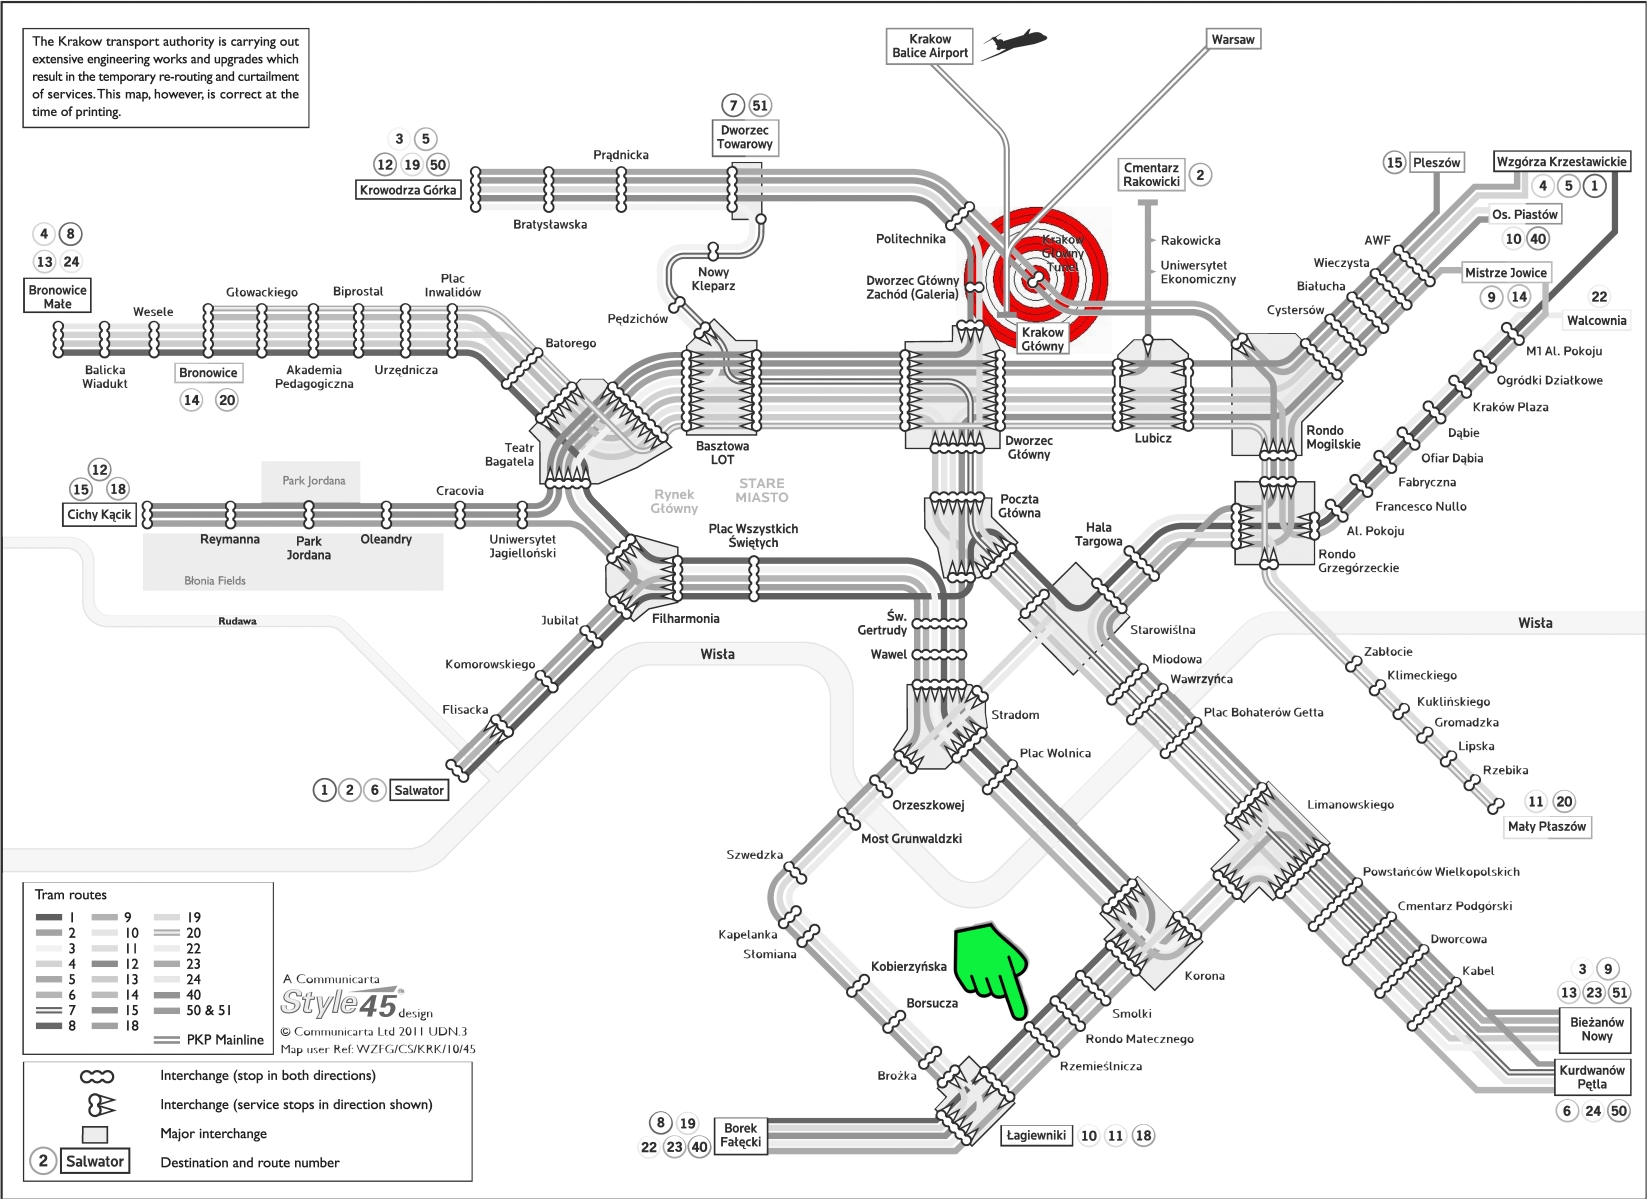 The Krakow transport authority is carrying out
extensive engineering works and upgrades which
result in the temporary re-routing and curtailment
of services. This map, however, is correct at the
time of printing.
Krakow
Balice Airport
Warsaw
7 51
Dworzec
Towarowy
3 5
12 19 50
Krowodrza Górka
Prądnicka
Bratysławska
Politechnika
Krakow
Glowny
Tunel
Cmentarz
Rakowicki
2
Rakowicka
Uniwersytet
Ekonomiczny
15 Pleszów
Wzgórza Krzesławickie
4 5 1
Os. Piastów
10 40
AWF
Wieczysta
Białucha
Cystersów
Mistrze Jowice
9 14
22
Walcownia
4 8
13 24
Bronowice
Małe
Wesele
Głowackiego
Biprostal
Plac
Inwalidów
Balicka
Wiadukt
Bronowice
14 20
Akademia
Pedagogiczna
Urzędnicza
Batorego
Nowy
Kleparz
Pędzichów
Dworzec Główny
Zachód (Galeria)
Krakow
Główny
M1 Al. Pokoju
Ogródki Działkowe
Kraków Plaza
Dąbie
Ofiar Dąbia
Fabryczna
Francesco Nullo
Al. Pokoju
Teatr
Bagatela
Basztowa
LOT
Dworzec
Główny
Lubicz
Rondo
Mogilskie
12
15 18
Cichy Kącik
Park Jordana
Cracovia
Reymanna
Park
Jordana
Oleandry
Uniwersytet
Jagielloński
Błonia Fields
Rynek
Główny
STARE
MIASTO
Plac Wszystkich
Świętych
Poczta
Główna
Hala
Targowa
Rondo
Grzegórzeckie
Rudawa
Jubilat
Filharmonia
Św.
Gertrudy
Wawel
Starowiślna
Wisła
Wisła
Komorowskiego
Flisacka
1 2 6 Salwator
Miodowa
Wawrzyńca
Plac Bohaterów Getta
Stradom
Plac Wolnica
Zabłocie
Klimeckiego
Kuklińskiego
Gromadzka
Lipska
Rzebika
11 20
Mały Płaszów
Orzeszkowej
Most Grunwaldzki
Szwedzka
Limanowskiego
Powstańców Wielkopolskich
Cmentarz Podgórski
Dworcowa
Kabel
Kapelanka
Słomiana
Kobierzyńska
Borsucza
Brożka
Korona
Smolki
Rondo Matecznego
Rzemieślnicza
3 9
13 23 51
Bieżanów
Nowy
Kurdwanów
Pętla
6 24 50
8 19
22 23 40
Borek
Fałęcki
Łagiewniki 10 11 18
Tram routes
1 9 19
2 10 20
3 11 22
4 12 23
5 13 24
6 14 40
7 15 50 & 51
8 18
PKP Mainline
A Communicarta
Style 45 design
© Communicarta Ltd 2011 UDN.3
Map user Ref: WZFG/CS/KRK/10/45
Interchange (stop in both directions)
Interchange (service stops in direction shown)
Major interchange
2 Salwator Destination and route number